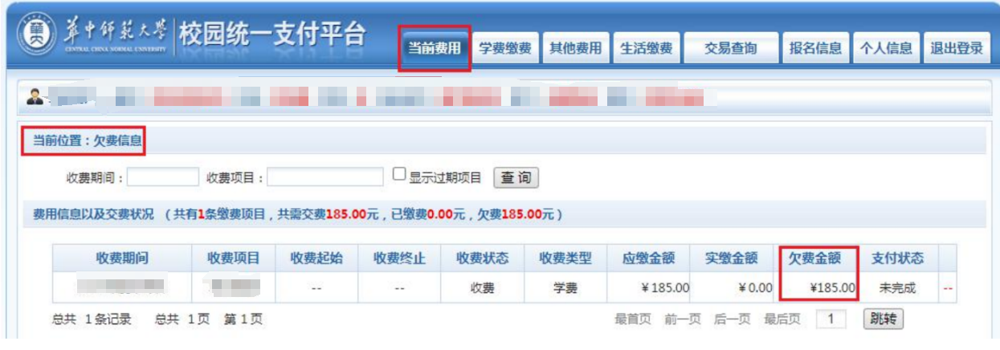 華中师范大学 校园统一支付平台
CENTRAL CHINA NORMAL UNIVERSITY
当前费用 学费缴费 其他费用 生活缴费 交易查询 报名信息 个人信息 退出登录
当前位置：欠费信息
收费期间： 收费项目： 显示过期项目 查 询
费用信息以及交费状况 （共有1条缴费项目，共需交费185.00元，已缴费0.00元，欠费185.00元）
收费期间 收费项目 收费起始 收费终止 收费状态 收费类型 应缴金额 实缴金额 欠费金额 支付状态
-- -- 收费 学费 ￥185.00 ￥0.00 ¥185.00 未完成 --
总共 1条记录 总共 1页 第1页 最首页 前一页 后一页 最后页 1 跳转